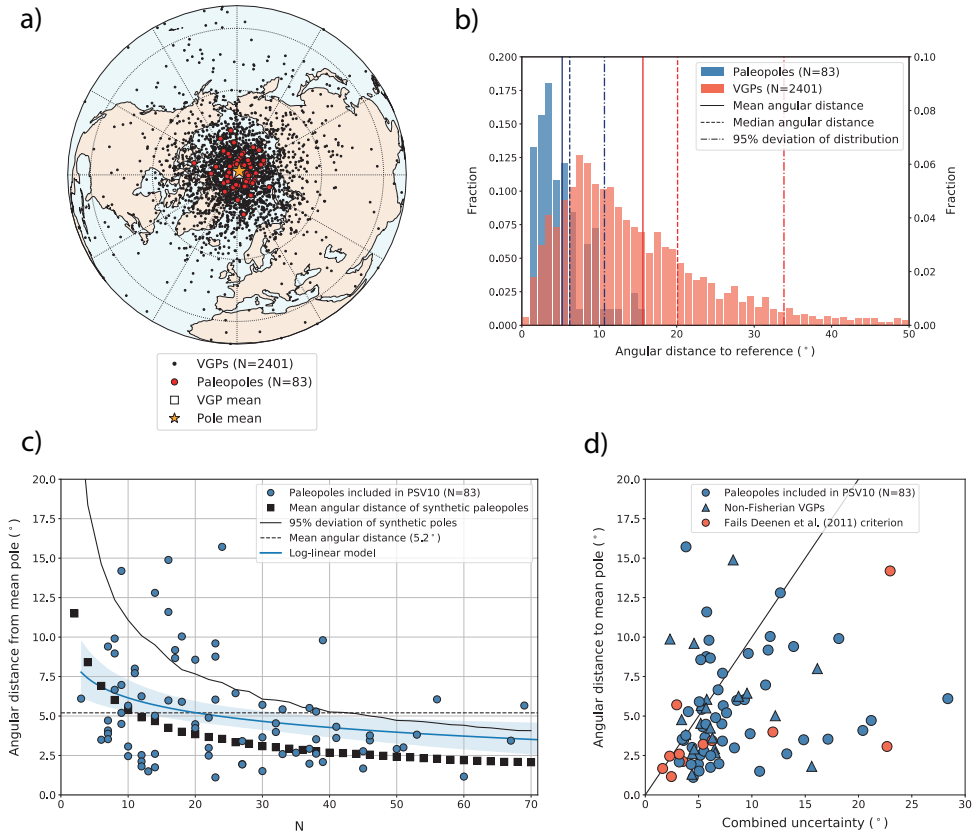 a)
VGPs (N=2401)
Paleopoles (N=83)
VGP mean
Pole mean
b)
0.200
0.175
0.150
0.125
0.100
0.075
0.050
0.025
0.000
Fraction
0.10
0.08
0.06
0.04
0.02
0.00
Fraction
0
10
20
30
40
50
Angular distance to reference (°)
Paleopoles (N=83)
VGPs (N=2401)
Mean angular distance
Median angular distance
95% deviation of distribution
c)
20.0
17.5
15.0
12.5
10.0
7.5
5.0
2.5
0.0
Angular distance from mean pole (°)
0
10
20
30
40
50
60
70
N
Paleopoles included in PSV10 (N=83)
Mean angular distance of synthetic paleopoles
95% deviation of synthetic poles
Mean angular distance (5.2°)
Log-linear model
d)
20.0
17.5
15.0
12.5
10.0
7.5
5.0
2.5
0.0
Angular distance to mean pole (°)
0
5
10
15
20
25
30
Combined uncertainty (°)
Paleopoles included in PSV10 (N=83)
Non-Fisherian VGPs
Fails Deenen et al. (2011) criterion